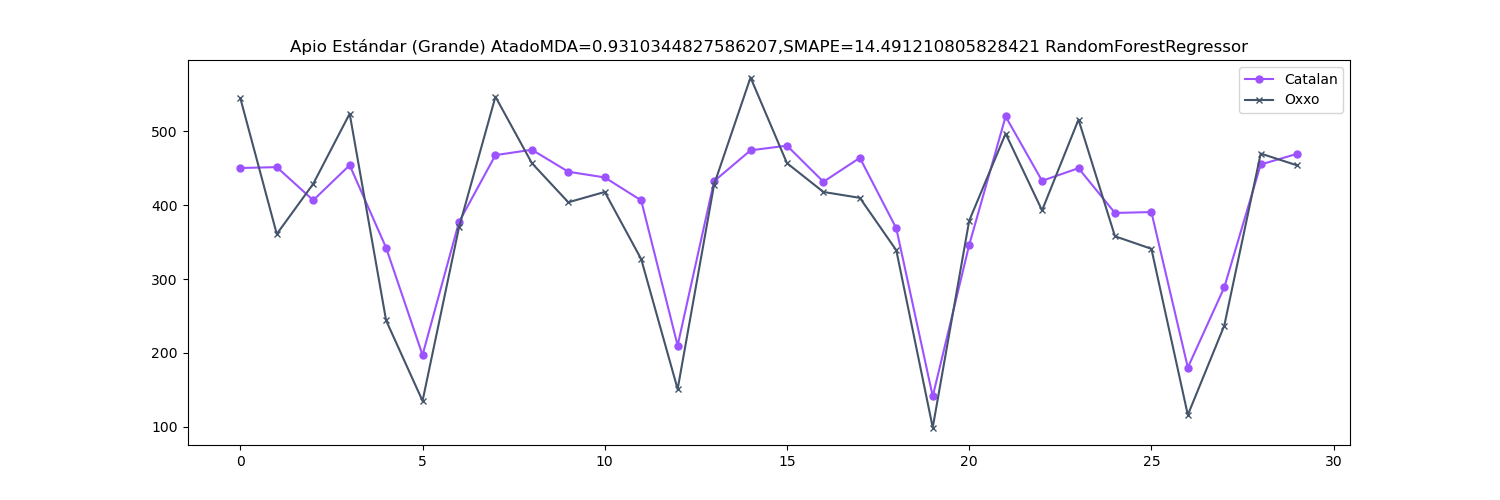 Apio Estándar (Grande) AtadoMDA=0.9310344827586207,SMAPE=14.491210805828421 RandomForestRegressor
Catalan
Oxxo
500
400
300
200
100
0 5 10 15 20 25 30